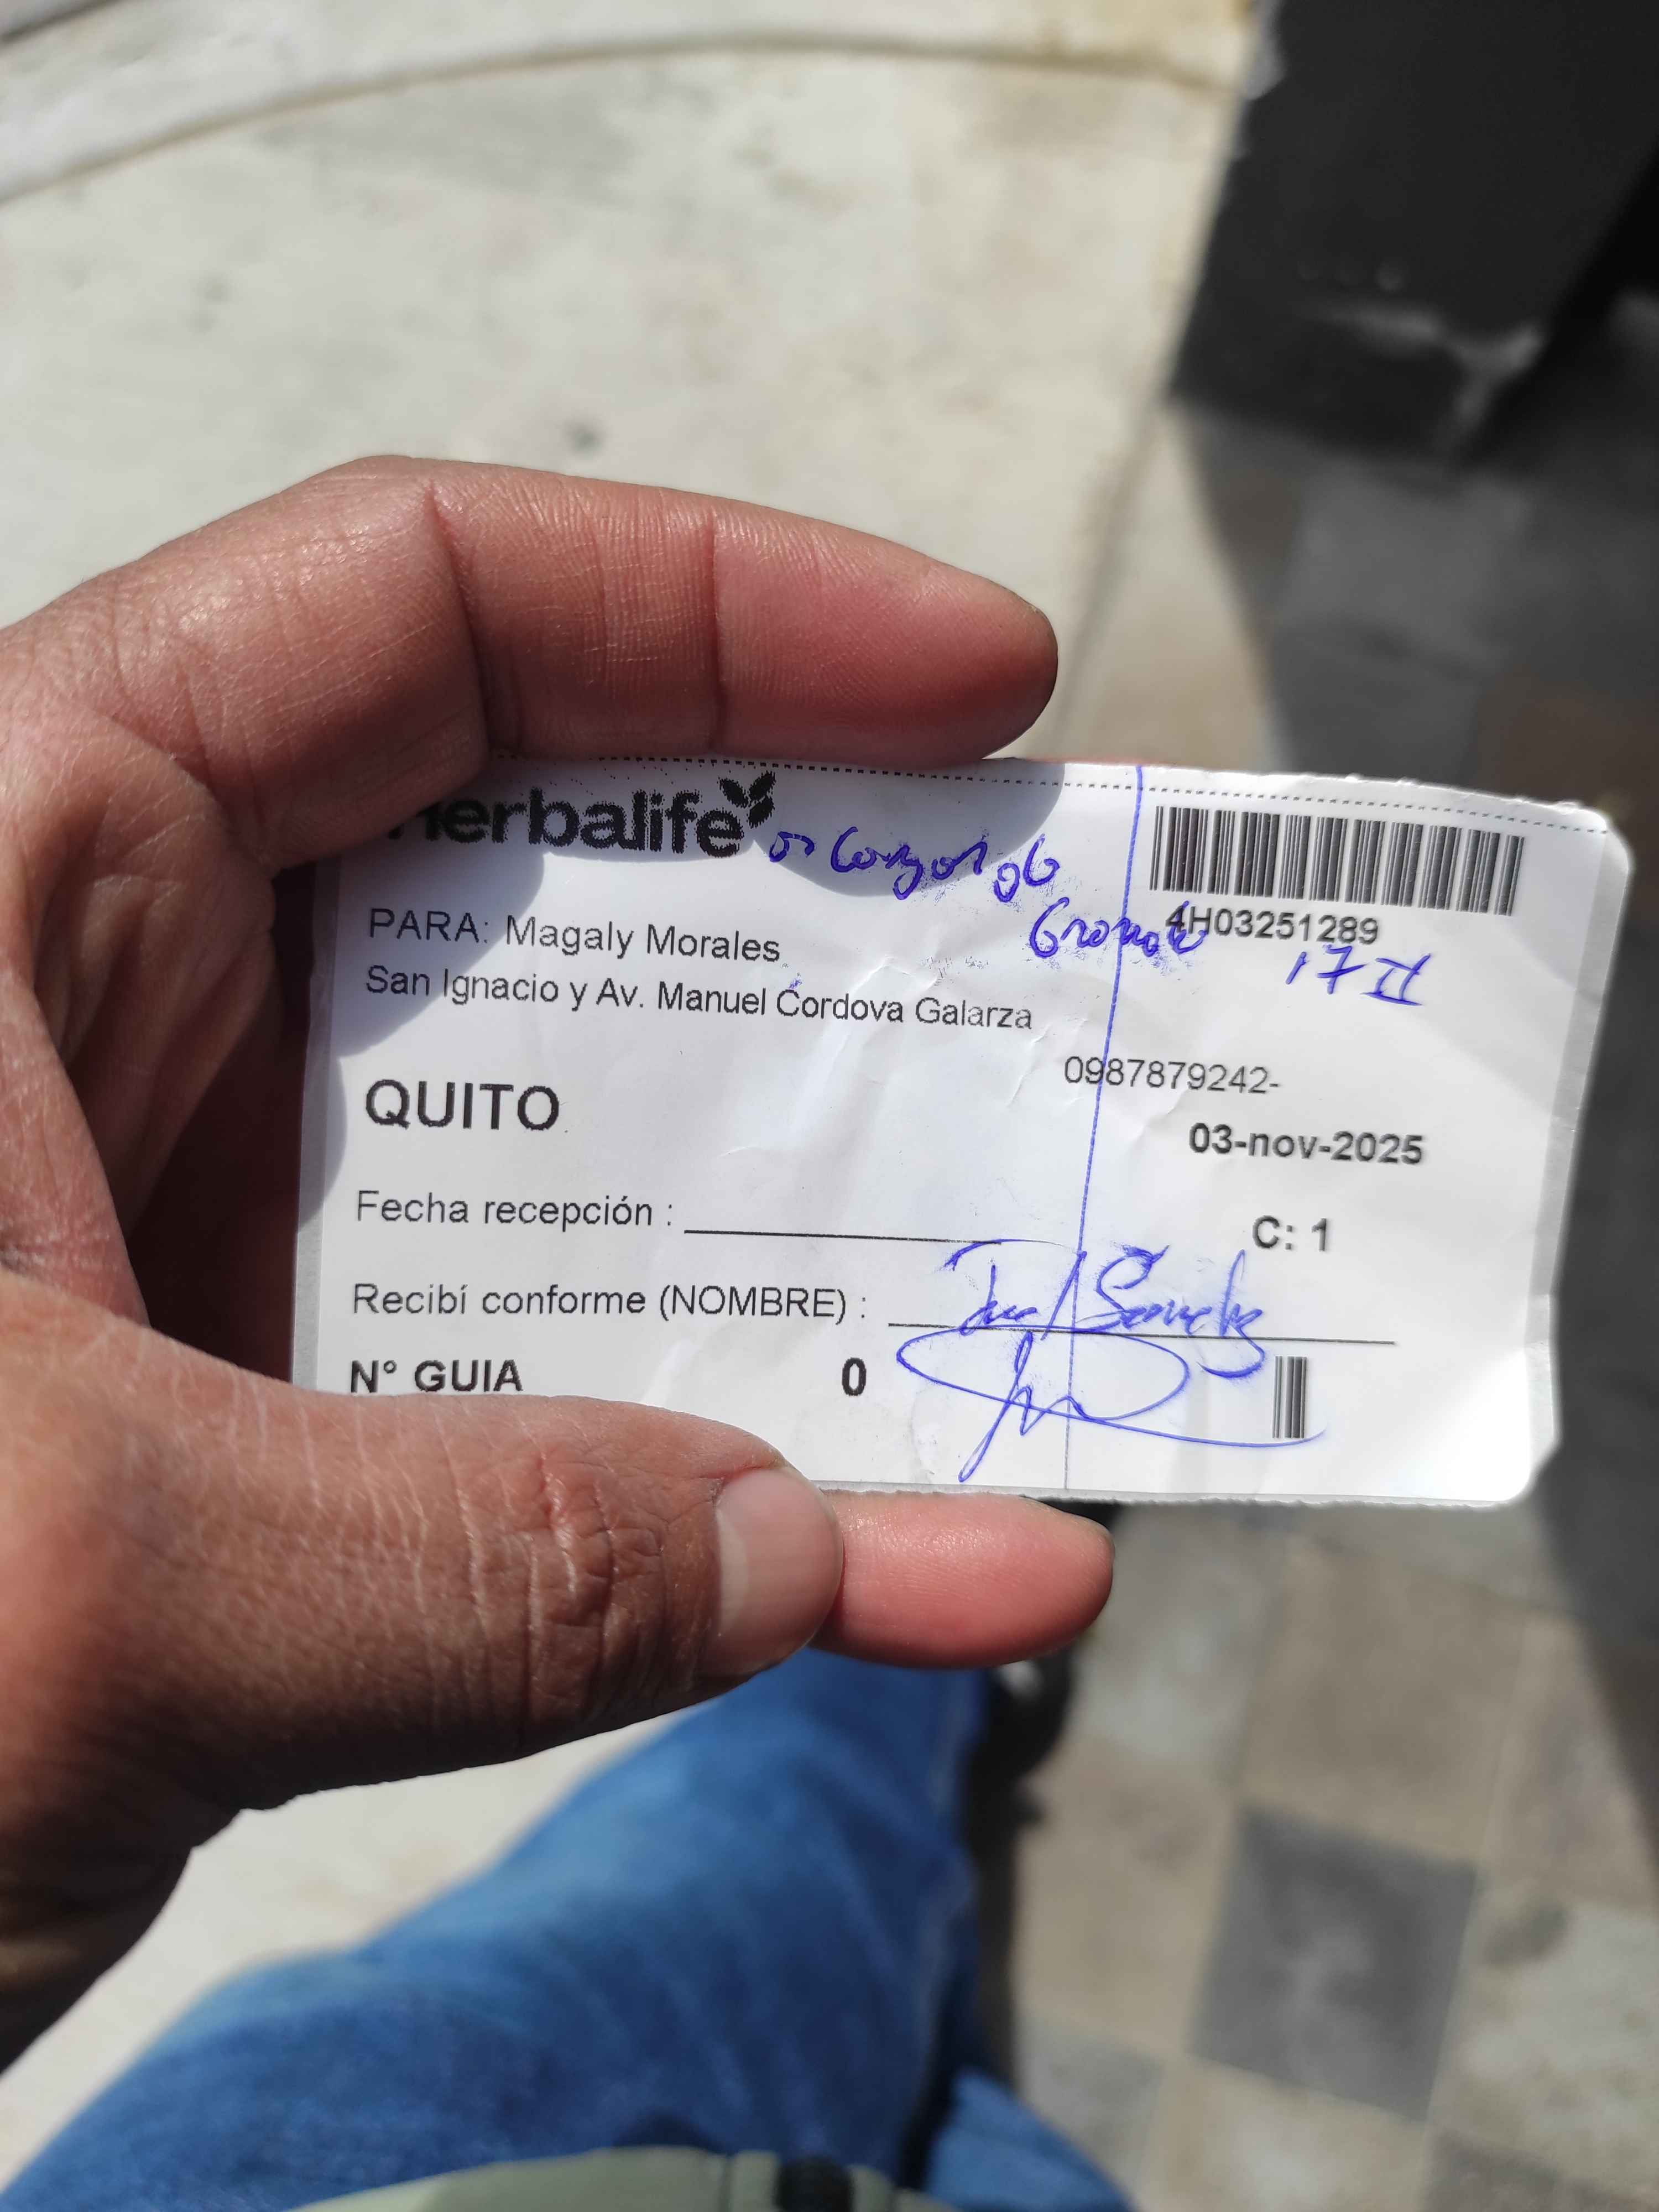 Herbalife
4H03251289
17
PARA: Magaly Morales
San Ignacio y Av. Manuel Cordova Galarza
0987879242-
QUITO
03-nov-2025
Fecha recepción :
C: 1
Recibí conforme (NOMBRE) :
N° GUIA 0